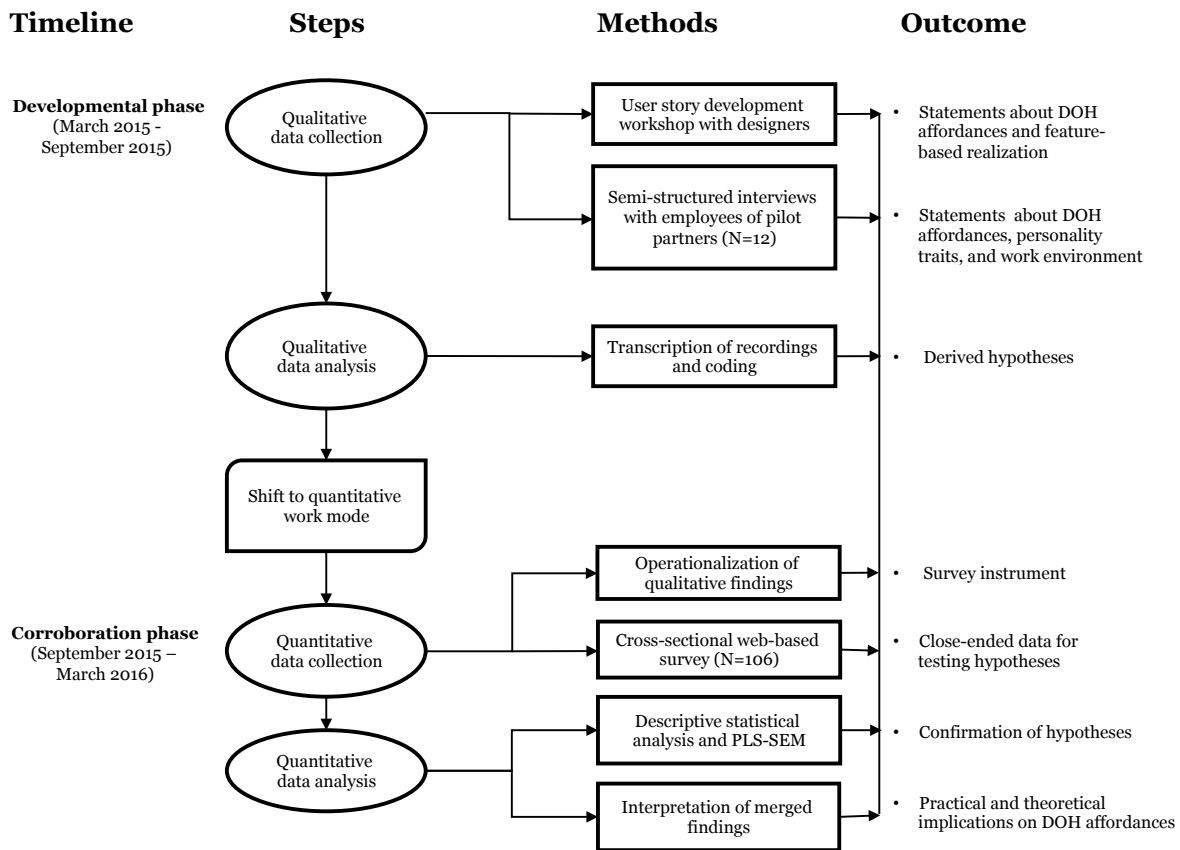 Timeline
Steps
Methods
Outcome
Developmental phase
(March 2015 -
September 2015)
Qualitative
data collection
User story development
workshop with designers
• Statements about DOH
affordances and feature-
based realization
Semi-structured interviews
with employees of pilot
partners (N=12)
• Statements about DOH
affordances, personality
traits, and work environment
Qualitative
data analysis
Transcription of recordings
and coding
• Derived hypotheses
Shift to quantitative
work mode
Operationalization of
qualitative findings
• Survey instrument
Corroboration phase
(September 2015 –
March 2016)
Quantitative
data collection
Cross-sectional web-based
survey (N=106)
• Close-ended data for
testing hypotheses
Quantitative
data analysis
Descriptive statistical
analysis and PLS-SEM
• Confirmation of hypotheses
Interpretation of merged
findings
• Practical and theoretical
implications on DOH affordances